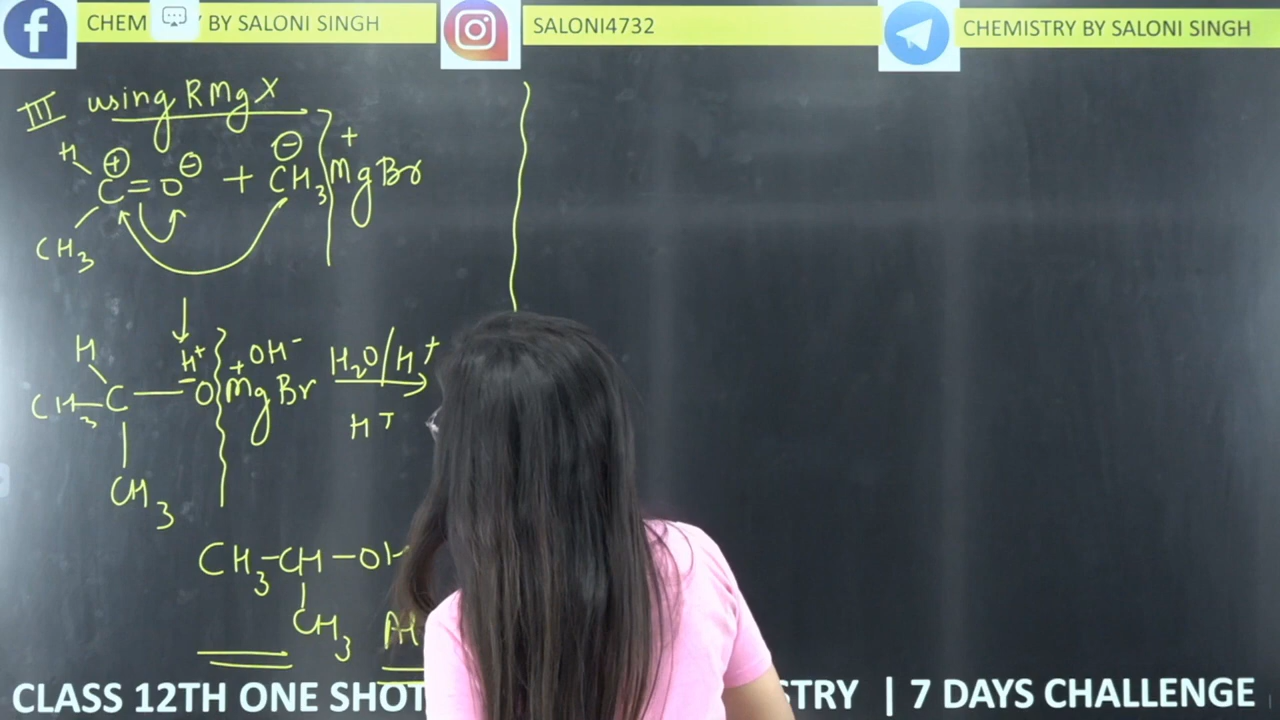 CHEM BY SALONI SINGH
SALONI4732
CHEMISTRY BY SALONI SINGH
III using RMgX
H
C = O + CH3 MgBr
⊕ ⊖ ⊖ +
CH3
H H+ + OH- H2O/H+
CH3-C — -O MgBr
H+
CH3
CH3-CH-OH
CH3
CLASS 12TH ONE SHOT STRY | 7 DAYS CHALLENGE